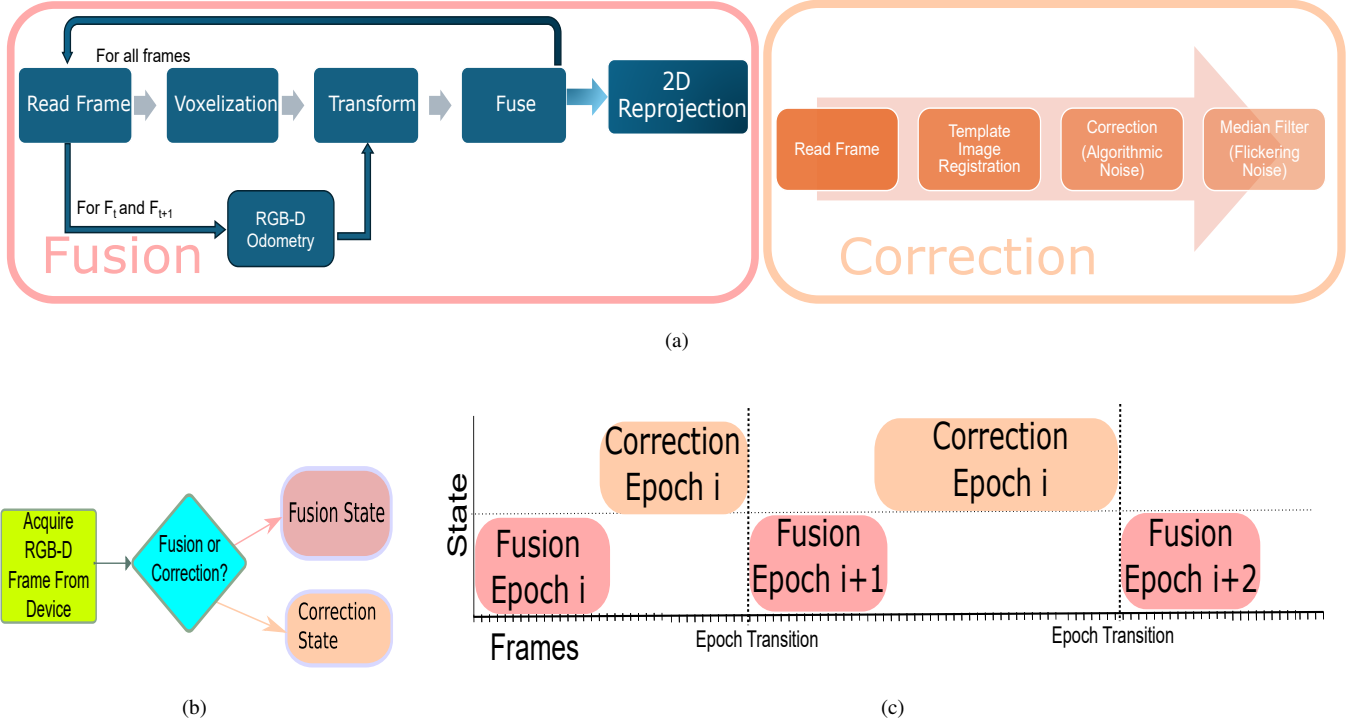 For all frames
Read Frame
Voxelization
Transform
Fuse
2D
Reprojection
For Ft and Ft+1
RGB-D
Odometry
Fusion
Read Frame
Template
Image
Registration
Correction
(Algorithmic
Noise)
Median Filter
(Flickering
Noise)
Correction
(a)
Acquire
RGB-D
Frame From
Device
Fusion or
Correction?
Fusion State
Correction
State
(b)
State
Correction
Epoch i
Correction
Epoch i
Fusion
Epoch i
Fusion
Epoch i+1
Fusion
Epoch i+2
Frames
Epoch Transition
Epoch Transition
(c)